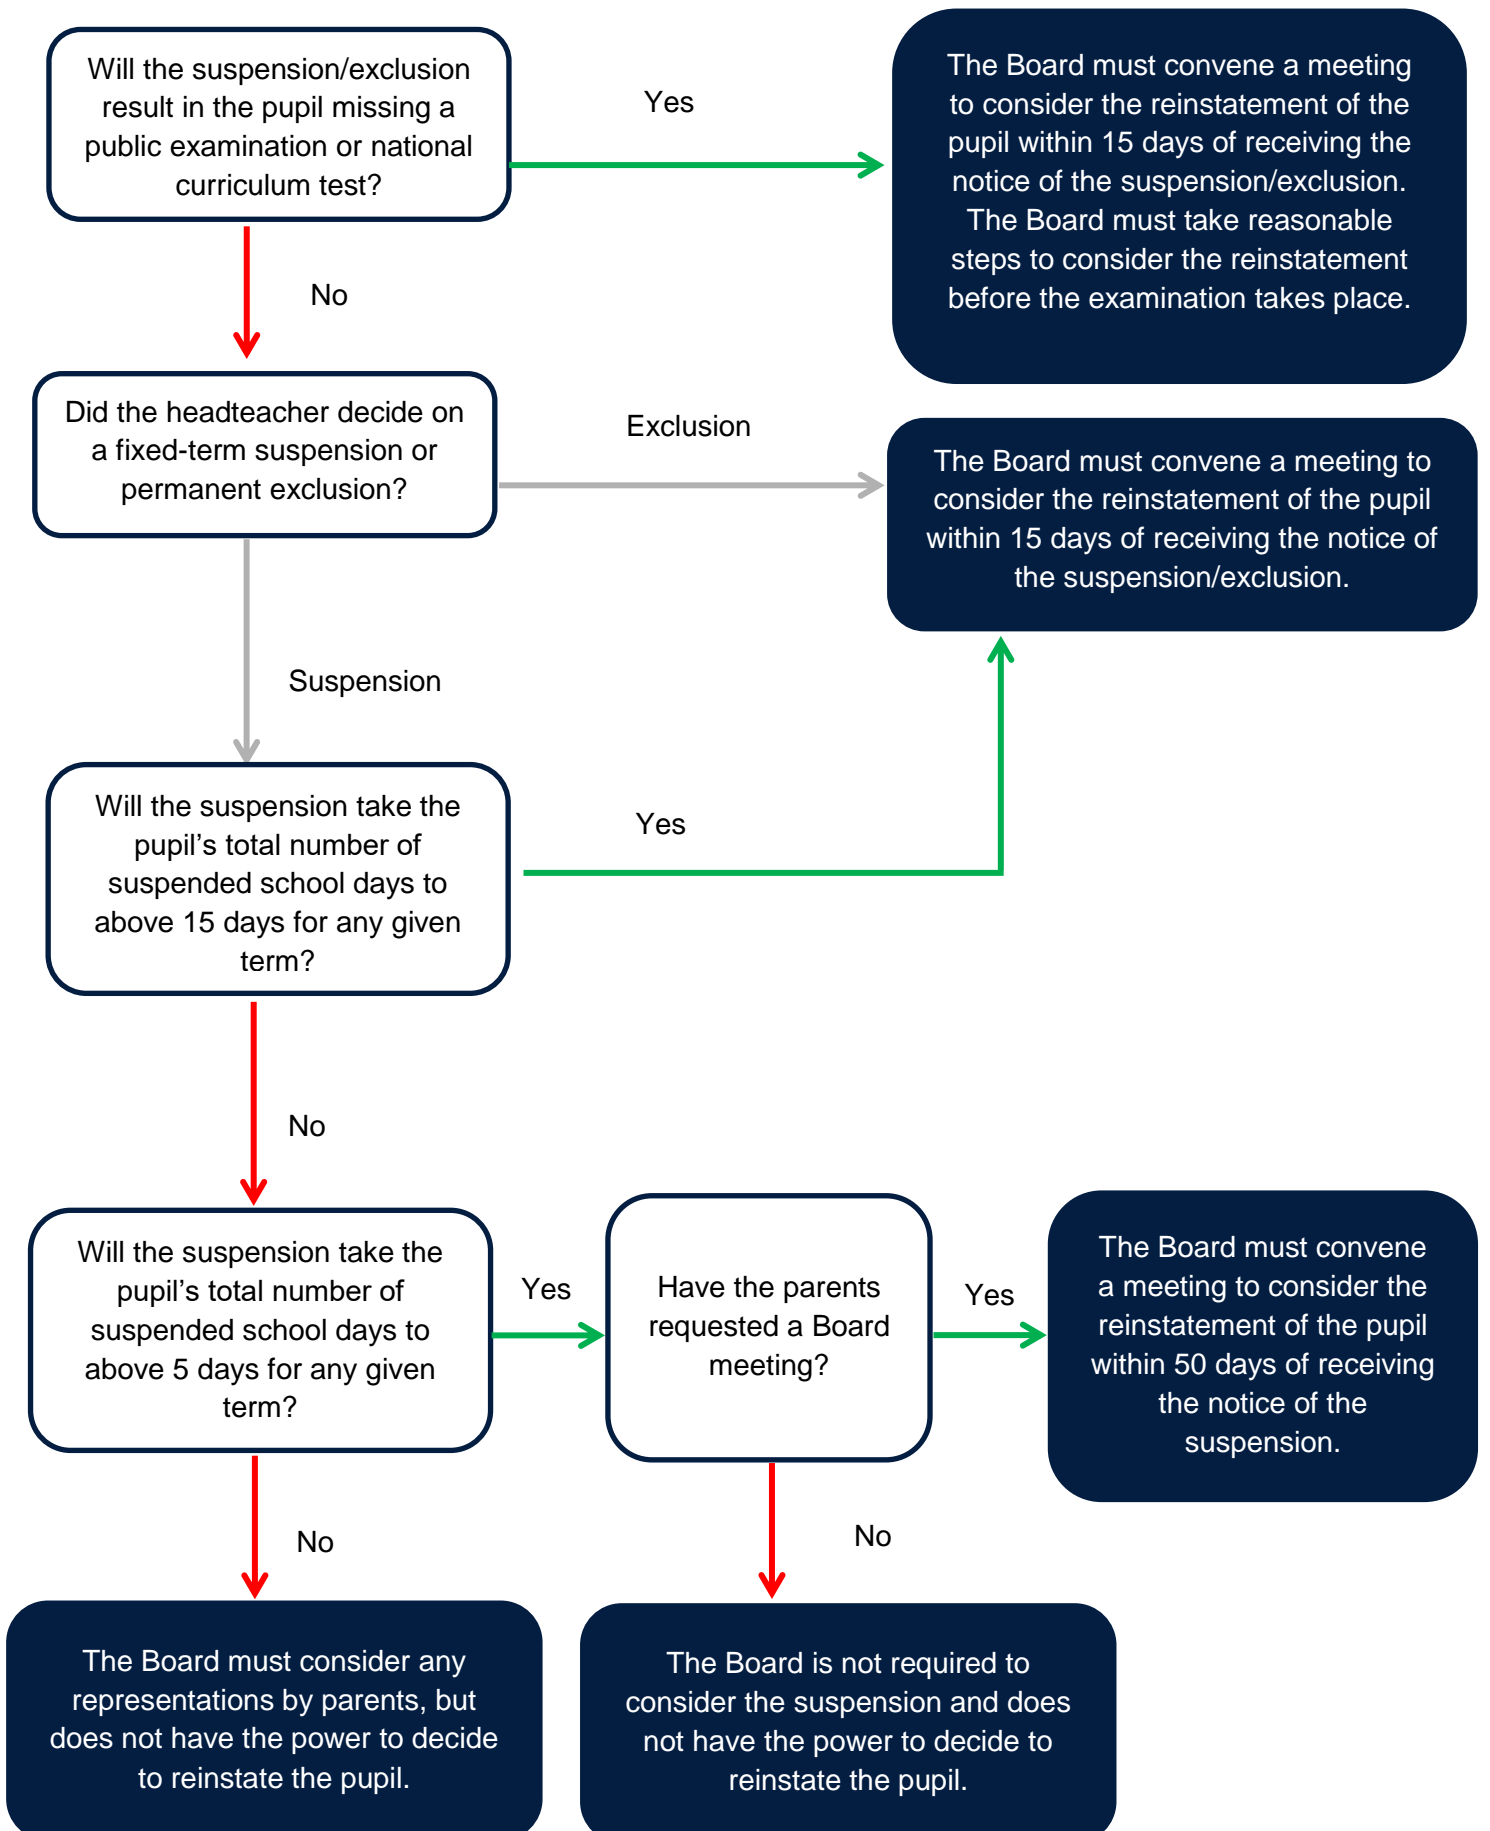 Will the suspension/exclusion
result in the pupil missing a
public examination or national
curriculum test?
Yes
The Board must convene a meeting
to consider the reinstatement of the
pupil within 15 days of receiving the
notice of the suspension/exclusion.
The Board must take reasonable
steps to consider the reinstatement
before the examination takes place.
No
Did the headteacher decide on
a fixed-term suspension or
permanent exclusion?
Exclusion
The Board must convene a meeting to
consider the reinstatement of the pupil
within 15 days of receiving the notice of
the suspension/exclusion.
Suspension
Will the suspension take the
pupil’s total number of
suspended school days to
above 15 days for any given
term?
Yes
No
Will the suspension take the
pupil’s total number of
suspended school days to
above 5 days for any given
term?
Yes
Have the parents
requested a Board
meeting?
Yes
The Board must convene
a meeting to consider the
reinstatement of the pupil
within 50 days of receiving
the notice of the
suspension.
No
No
The Board must consider any
representations by parents, but
does not have the power to decide
to reinstate the pupil.
The Board is not required to
consider the suspension and does
not have the power to decide to
reinstate the pupil.